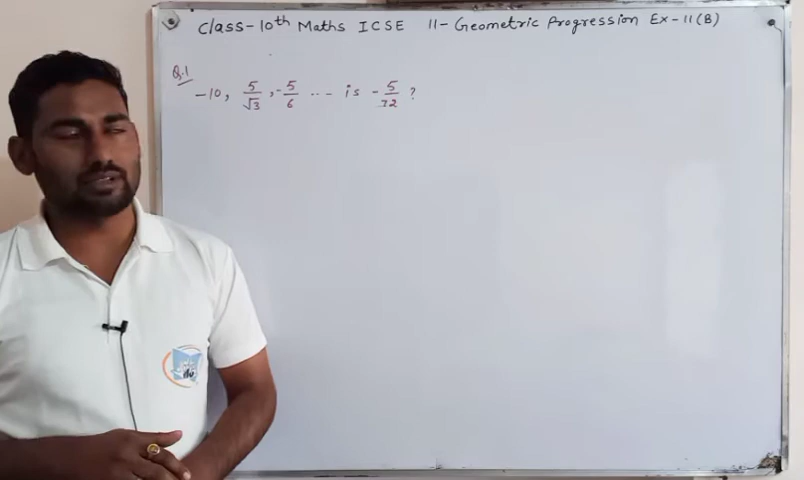 Class-10th Maths ICSE 11-Geometric Progression Ex-11(B)
Q.1
-10, 5/√3, -5/6 ... is -5/72 ?